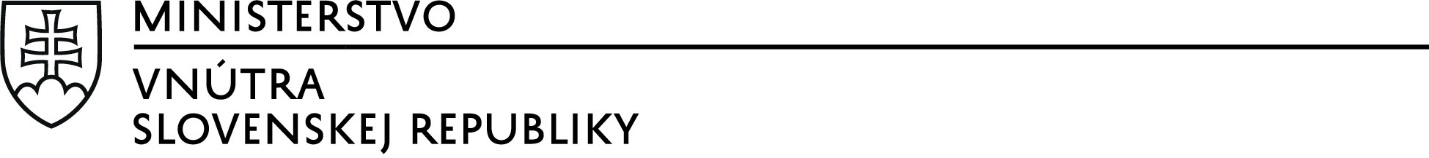 MINISTERSTVO
VNÚTRA
SLOVENSKEJ REPUBLIKY